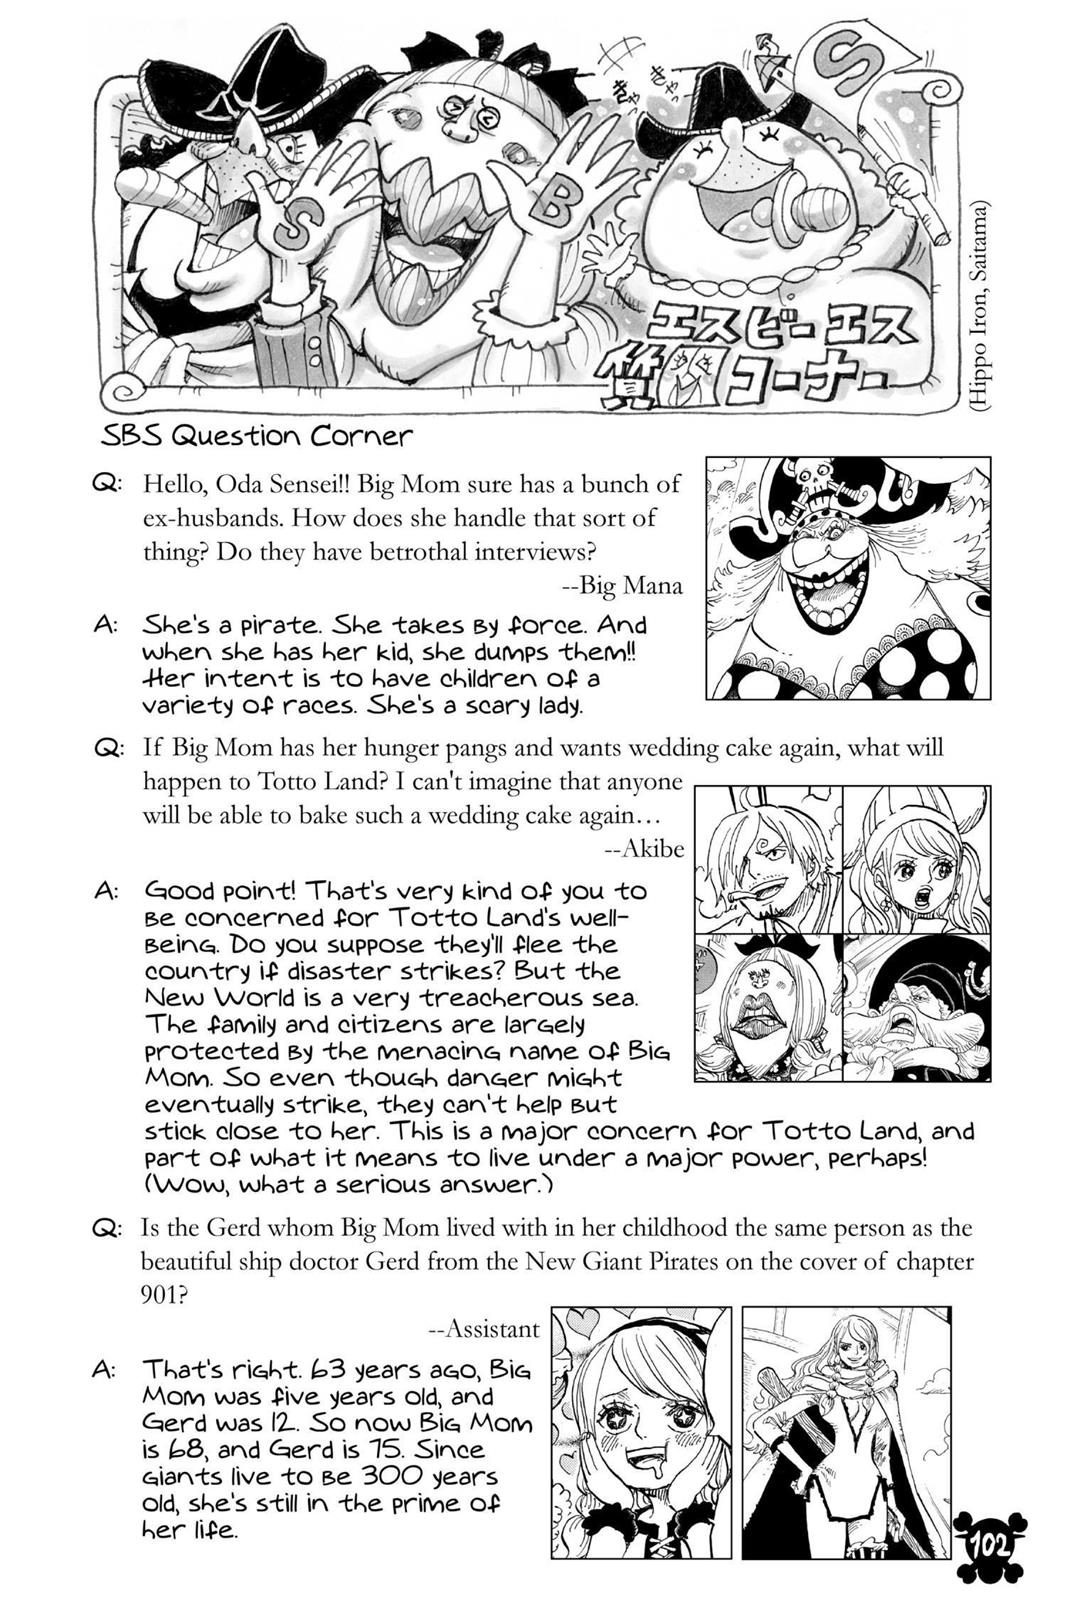 きゃっ
きゃっ
S
B
S
エスビーエス
質問コーナー
(Hippo Iron, Saitama)
SBS Question Corner
Q: Hello, Oda Sensei!! Big Mom sure has a bunch of
ex-husbands. How does she handle that sort of
thing? Do they have betrothal interviews?
--Big Mana
A: She's a pirate. She takes by force. And
when she has her kid, she dumps them!!
Her intent is to have children of a
variety of races. She's a scary lady.
Q: If Big Mom has her hunger pangs and wants wedding cake again, what will
happen to Totto Land? I can't imagine that anyone
will be able to bake such a wedding cake again...
--Akibe
A: Good point! That's very kind of you to
be concerned for Totto Land's well-
being. Do you suppose they'll flee the
country if disaster strikes? But the
New World is a very treacherous sea.
The family and citizens are largely
protected by the menacing name of Big
Mom. So even though danger might
eventually strike, they can't help but
stick close to her. This is a major concern for Totto Land, and
part of what it means to live under a major power, perhaps!
(Wow, what a serious answer.)
Q: Is the Gerd whom Big Mom lived with in her childhood the same person as the
beautiful ship doctor Gerd from the New Giant Pirates on the cover of chapter
901?
--Assistant
A: That's right. 63 years ago, Big
Mom was five years old, and
Gerd was 12. So now Big Mom
is 68, and Gerd is 75. Since
giants live to be 300 years
old, she's still in the prime of
her life.
102